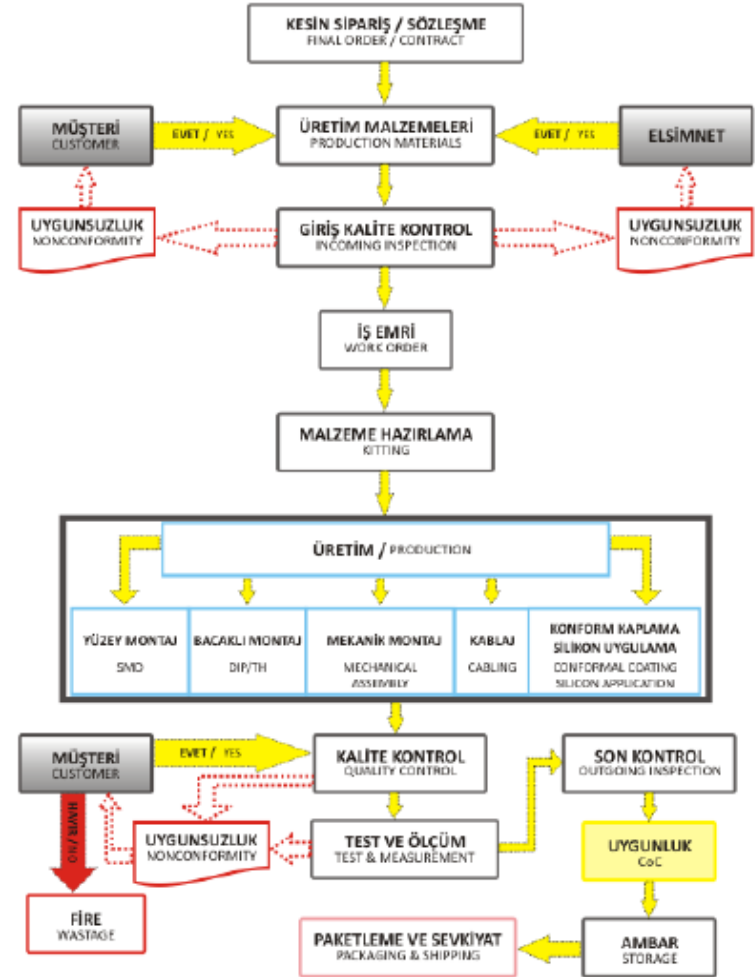 KESİN SİPARİŞ / SÖZLEŞME
FINAL ORDER / CONTRACT
MÜŞTERİ
CUSTOMER
EVET / YES
ÜRETİM MALZEMELERİ
PRODUCTION MATERIALS
EVET / YES
ELSİMNET
UYGUNSUZLUK
NONCONFORMITY
GİRİŞ KALİTE KONTROL
INCOMING INSPECTION
UYGUNSUZLUK
NONCONFORMITY
İŞ EMRİ
WORK ORDER
MALZEME HAZIRLAMA
KITTING
ÜRETİM / PRODUCTION
YÜZEY MONTAJ
SMD
BACAKLI MONTAJ
DIP/TH
MEKANİK MONTAJ
MECHANICAL
ASSEMBLY
KABLAJ
CABLING
KONFORM KAPLAMA
SİLİKON UYGULAMA
CONFORMAL COATING
SILICON APPLICATION
MÜŞTERİ
CUSTOMER
EVET / YES
KALİTE KONTROL
QUALITY CONTROL
SON KONTROL
OUTGOING INSPECTION
HAYIR / NO
UYGUNSUZLUK
NONCONFORMITY
TEST VE ÖLÇÜM
TEST & MEASUREMENT
UYGUNLUK
CoC
FİRE
WASTAGE
PAKETLEME VE SEVKİYAT
PACKAGING & SHIPPING
AMBAR
STORAGE